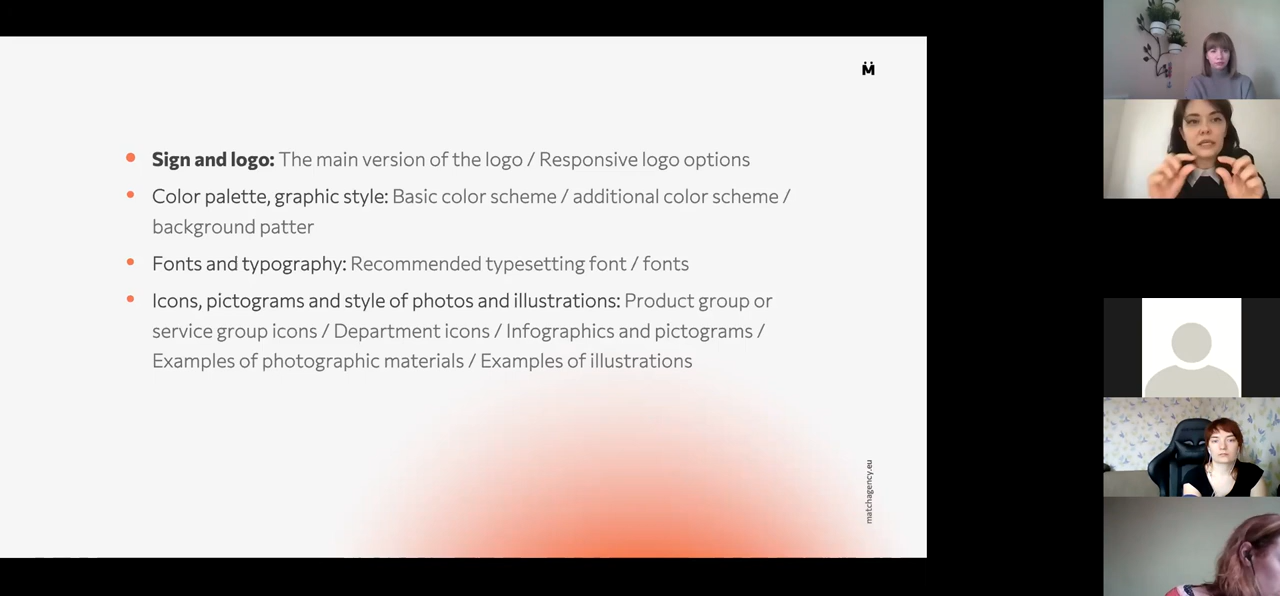 M̈
Sign and logo: The main version of the logo / Responsive logo options
Color palette, graphic style: Basic color scheme / additional color scheme /
background patter
Fonts and typography: Recommended typesetting font / fonts
Icons, pictograms and style of photos and illustrations: Product group or
service group icons / Department icons / Infographics and pictograms /
Examples of photographic materials / Examples of illustrations
matchagency.eu